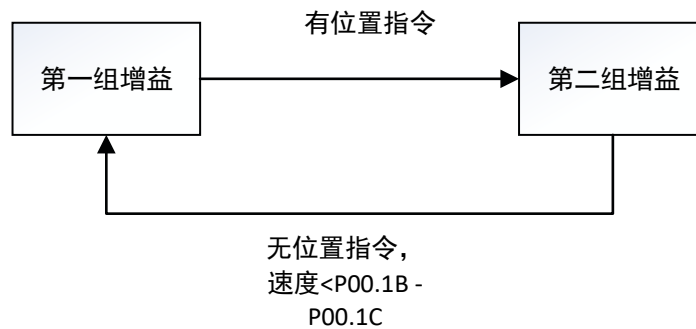 有位置指令
第一组增益
第二组增益
无位置指令，
速度<P00.1B -
P00.1C